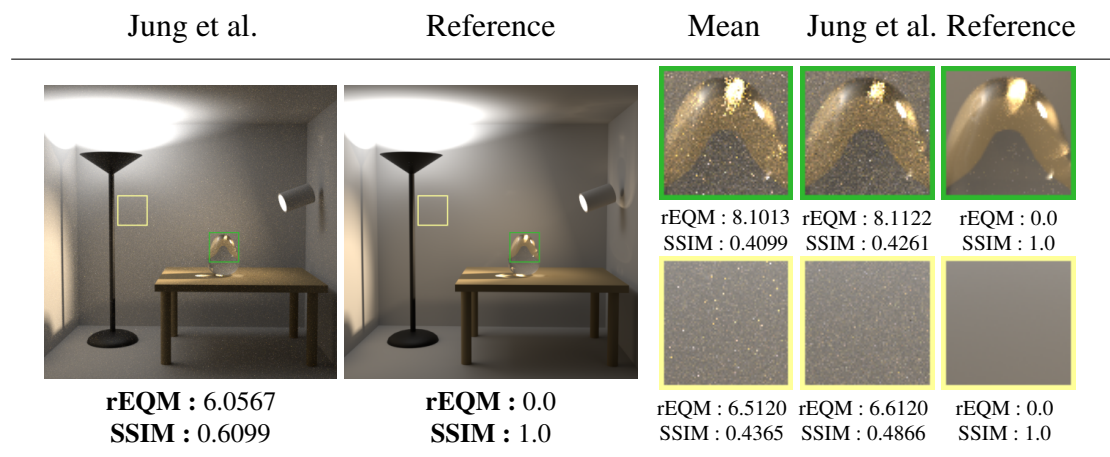 Jung et al. Reference Mean Jung et al. Reference
rEQM : 8.1013 rEQM : 8.1122 rEQM : 0.0
SSIM : 0.4099 SSIM : 0.4261 SSIM : 1.0
rEQM : 6.0567 rEQM : 0.0
SSIM : 0.6099 SSIM : 1.0
rEQM : 6.5120 rEQM : 6.6120 rEQM : 0.0
SSIM : 0.4365 SSIM : 0.4866 SSIM : 1.0